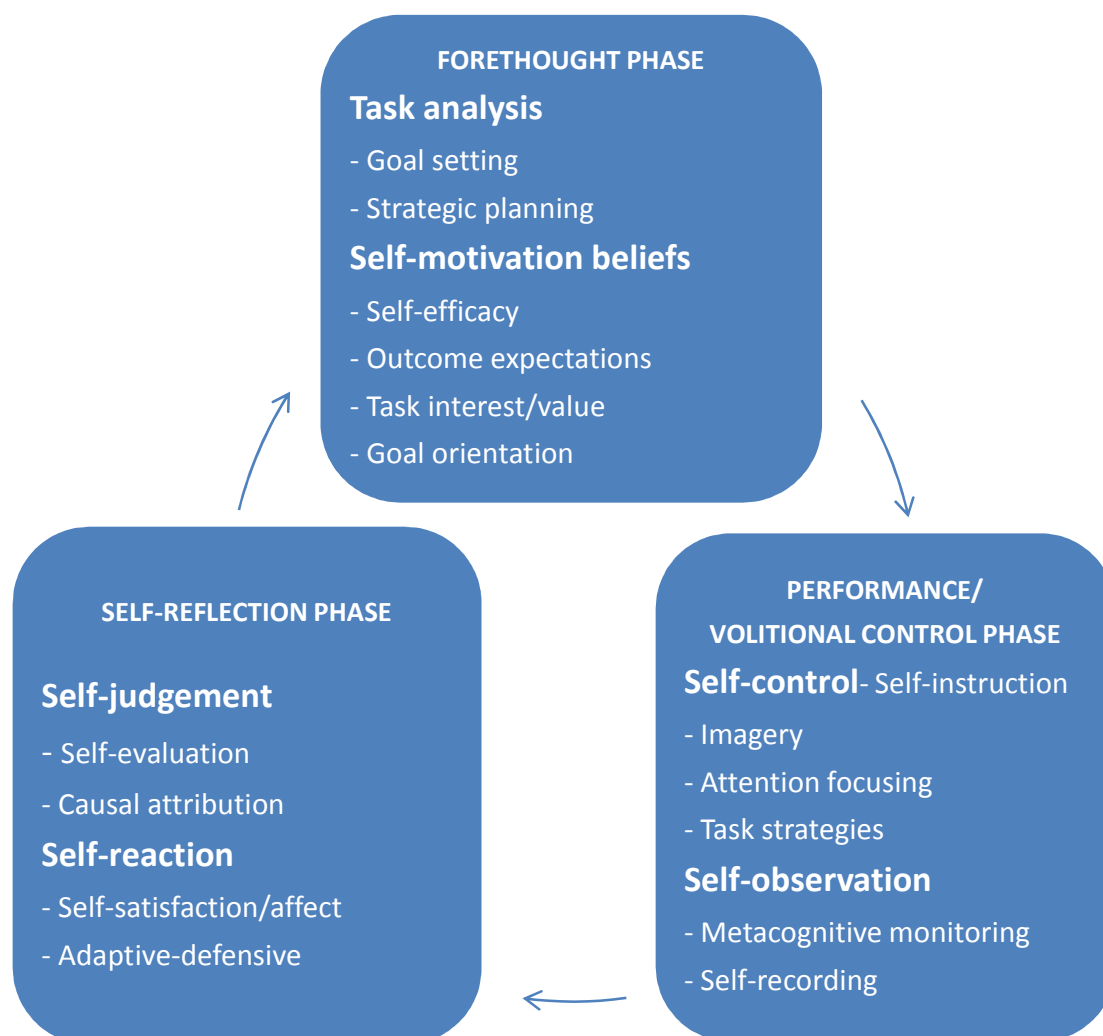 FORETHOUGHT PHASE
Task analysis
- Goal setting
- Strategic planning
Self-motivation beliefs
- Self-efficacy
- Outcome expectations
- Task interest/value
- Goal orientation
SELF-REFLECTION PHASE
Self-judgement
- Self-evaluation
- Causal attribution
Self-reaction
- Self-satisfaction/affect
- Adaptive-defensive
PERFORMANCE/
VOLITIONAL CONTROL PHASE
Self-control- Self-instruction
- Imagery
- Attention focusing
- Task strategies
Self-observation
- Metacognitive monitoring
- Self-recording